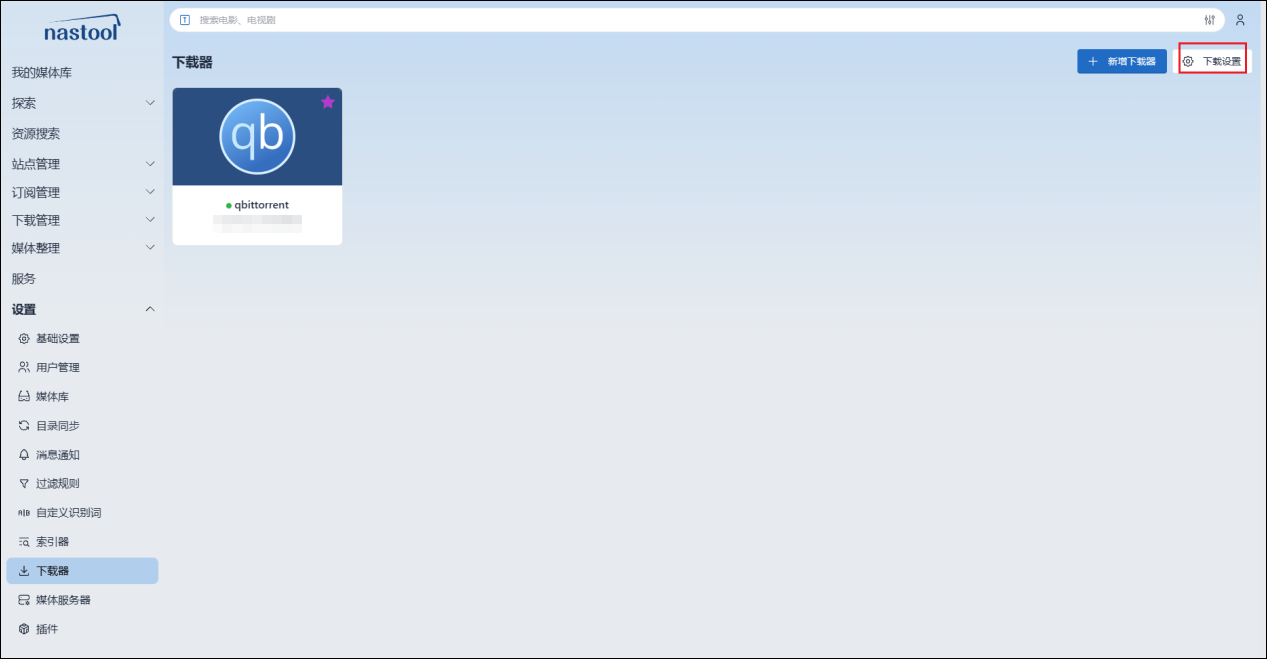 nastool
搜索电影、电视剧
我的媒体库
探索
资源搜索
站点管理
订阅管理
下载管理
媒体整理
服务
设置
基础设置
用户管理
媒体库
目录同步
消息通知
过滤规则
A|B 自定义识别词
索引器
下载器
媒体服务器
插件
下载器
新增下载器
下载设置
qb
qbittorrent